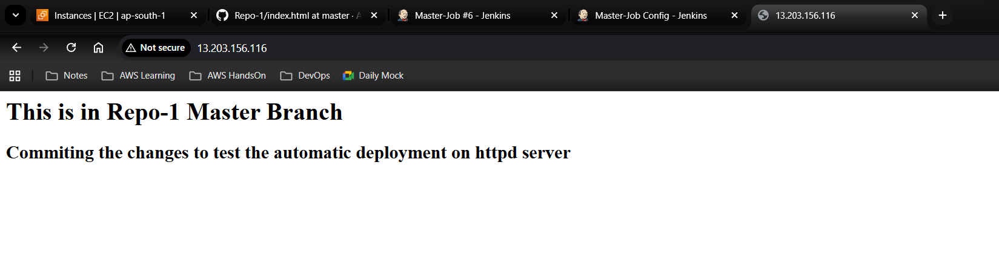 Instances | EC2 | ap-south-1
Repo-1/index.html at master ·
Master-Job #6 - Jenkins
Master-Job Config - Jenkins
13.203.156.116
Not secure 13.203.156.116
Notes AWS Learning AWS HandsOn DevOps Daily Mock
This is in Repo-1 Master Branch
Commiting the changes to test the automatic deployment on httpd server